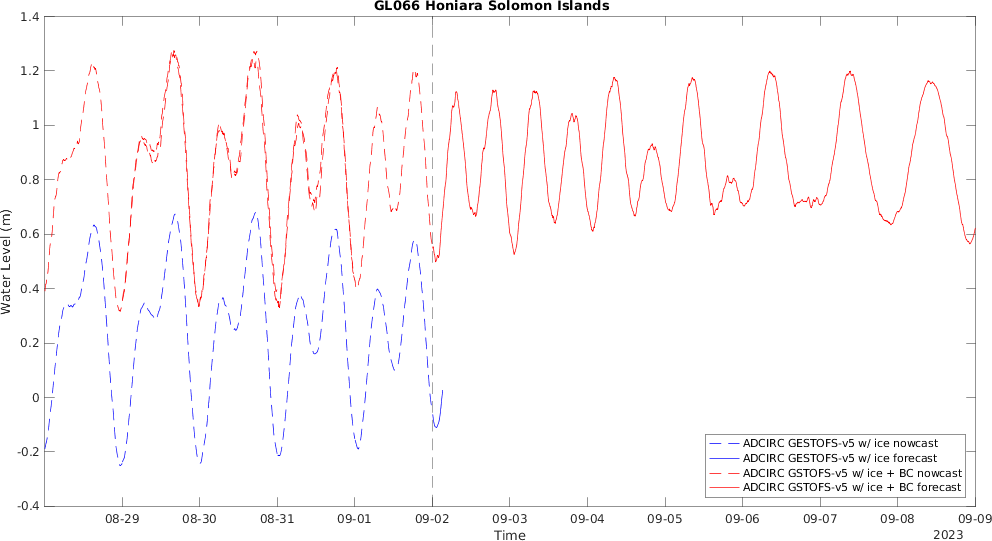 GL066 Honiara Solomon Islands
1.4
1.2
1
0.8
0.6
0.4
0.2
0
-0.2
-0.4
Water Level (m)
ADCIRC GESTOFS-v5 w/ ice nowcast
ADCIRC GESTOFS-v5 w/ ice forecast
ADCIRC GSTOFS-v5 w/ ice + BC nowcast
ADCIRC GSTOFS-v5 w/ ice + BC forecast
08-29 08-30 08-31 09-01 09-02 09-03 09-04 09-05 09-06 09-07 09-08 09-09
Time
2023